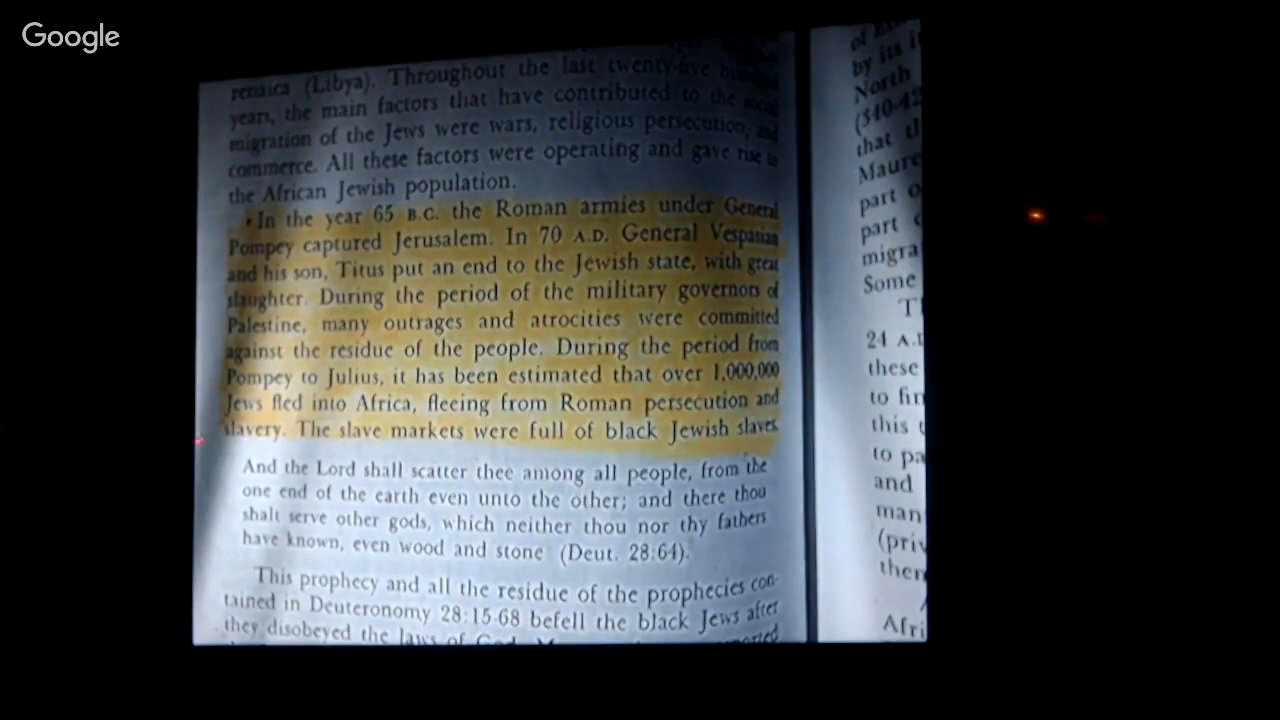 Google
renaica (Libya). Throughout the last twenty-five hundred
years, the main factors that have contributed to the social
migration of the Jews were wars, religious persecution, and
commerce. All these factors were operating and gave rise to
the African Jewish population.
• In the year 65 B.C. the Roman armies under General
Pompey captured Jerusalem. In 70 A.D. General Vespasian
and his son, Titus put an end to the Jewish state, with great
slaughter. During the period of the military governors of
Palestine, many outrages and atrocities were committed
against the residue of the people. During the period from
Pompey to Julius, it has been estimated that over 1,000,000
Jews fled into Africa, fleeing from Roman persecution and
slavery. The slave markets were full of black Jewish slaves.
And the Lord shall scatter thee among all people, from the
one end of the earth even unto the other; and there thou
shalt serve other gods, which neither thou nor thy fathers
have known, even wood and stone (Deut. 28:64).
This prophecy and all the residue of the prophecies con-
tained in Deuteronomy 28:15-68 befell the black Jews after
they disobeyed the laws of God.
of
by its
North
(340-42
that
Maure
part
part
migra
Some
24 A.D
these
to
this
to pa
and
man
(priv
then
Afri